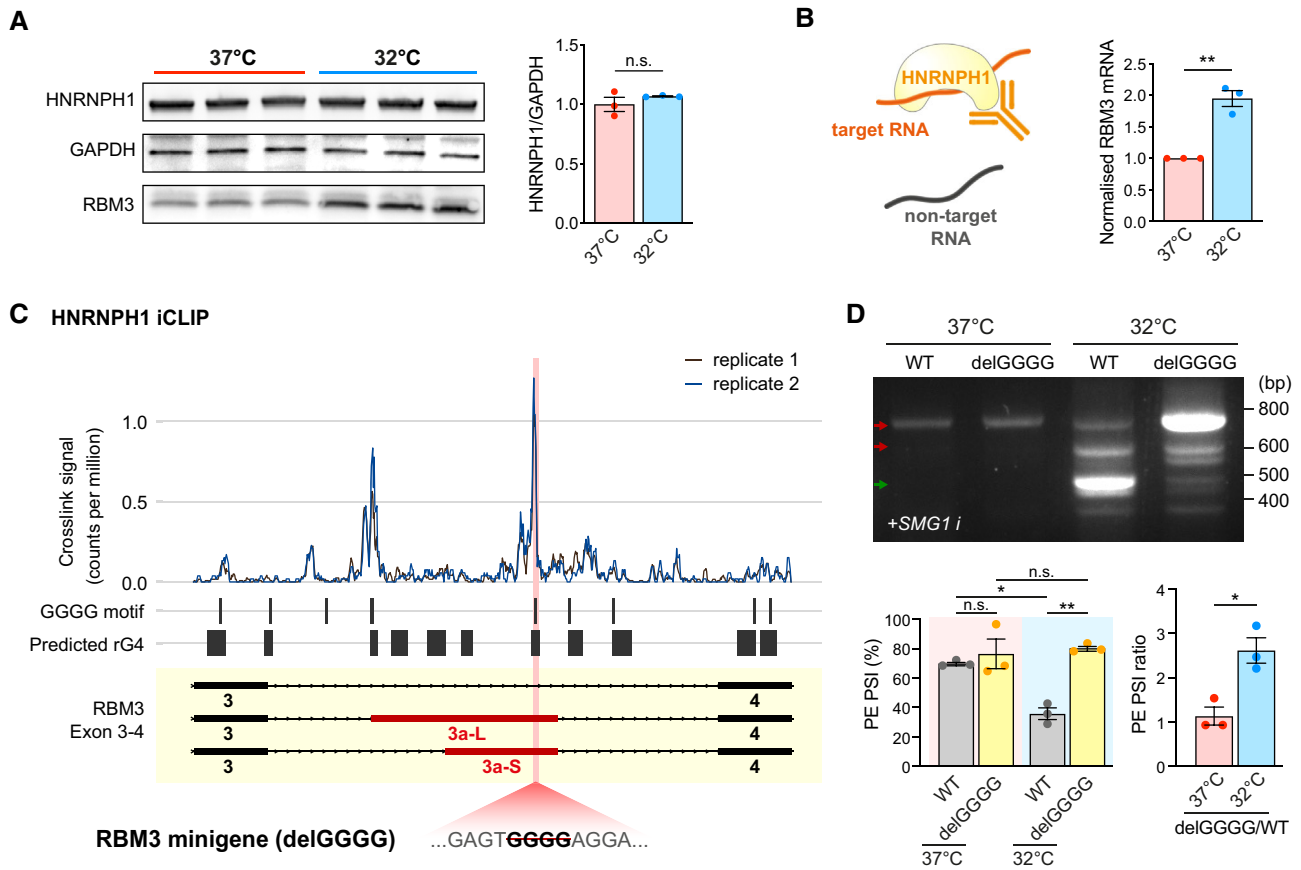 A
37°C
32°C
HNRNPH1
GAPDH
RBM3
HNRNPH1/GAPDH
1.5
1.0
0.5
0.0
n.s.
37°C
32°C
B
HNRNPH1
target RNA
non-target
RNA
Normalised RBM3 mRNA
2.5
2.0
1.5
1.0
0.5
0.0
**
37°C
32°C
C
HNRNPH1 iCLIP
replicate 1
replicate 2
Crosslink signal
(counts per million)
1.0
0.5
0.0
GGGG motif
Predicted rG4
RBM3
Exon 3-4
3
4
3
3a-L
4
3
3a-S
4
RBM3 minigene (delGGGG)
...GAGTGGGGAGGA...
D
37°C
32°C
WT
delGGGG
WT
delGGGG
(bp)
800
600
500
400
+SMG1 i
PE PSI (%)
100
80
60
40
20
0
n.s.
*
n.s.
**
WT
delGGGG
WT
delGGGG
37°C
32°C
PE PSI ratio
4
3
2
1
0
*
37°C
32°C
delGGGG/WT